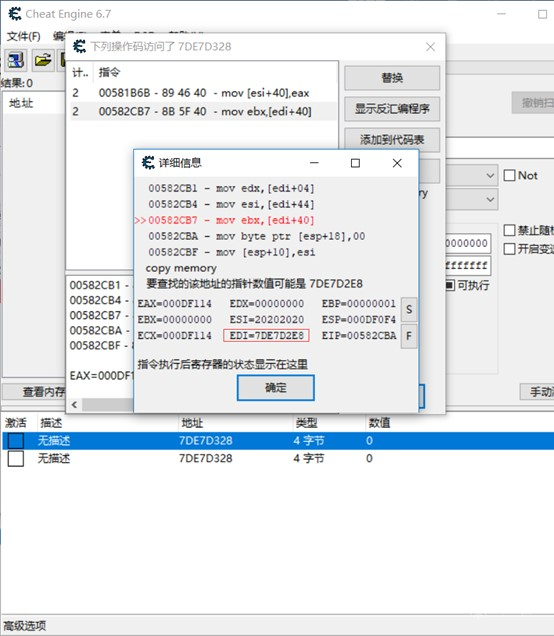 Cheat Engine 6.7
文件(F)
下列操作码访问了 7DE7D328
结果: 0
计.. 指令
2 00581B6B - 89 46 40 - mov [esi+40],eax
2 00582CB7 - 8B 5F 40 - mov ebx,[edi+40]
替换
显示反汇编程序
添加到代码表
地址
详细信息
Not
00582CB1 - mov edx,[edi+04]
00582CB4 - mov esi,[edi+44]
>>00582CB7 - mov ebx,[edi+40]
00582CBA - mov byte ptr [esp+18],00
00582CBF - mov [esp+10],esi
copy memory
要查找的该地址的指针数值可能是 7DE7D2E8
EAX=000DF114 EDX=00000000 EBP=00000001
EBX=00000000 ESI=20202020 ESP=000DF0F4
ECX=000DF114 EDI=7DE7D2E8 EIP=00582CBA
S
F
指令执行后寄存器的状态显示在这里
确定
禁止随
0000000
开启变
fffffff
可执行
00582CB1 -
00582CB4 -
00582CB7 - 8
00582CBA -
00582CBF -
EAX=000DF1
查看内存
手动
激活 描述 地址 类型 数值
无描述 7DE7D328 4 字节 0
无描述 7DE7D328 4 字节 0
高级选项